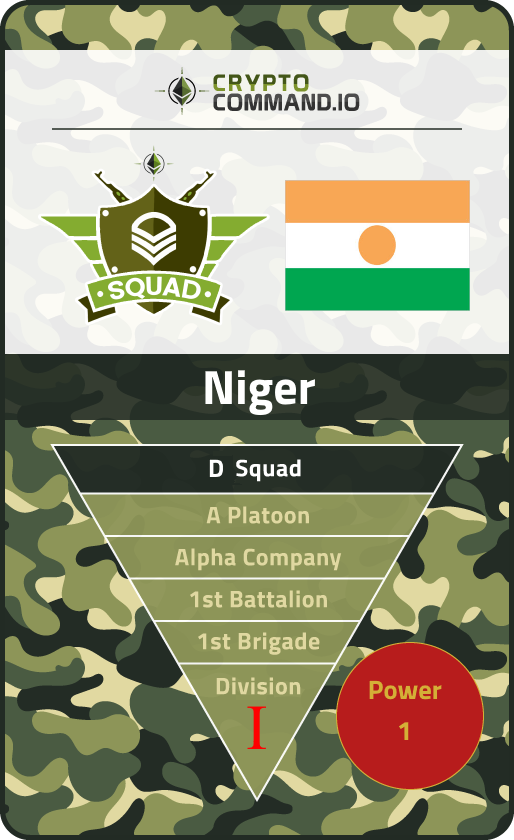 CRYPTO
COMMAND.IO
SQUAD
Niger
D Squad
A Platoon
Alpha Company
1st Battalion
1st Brigade
Division
I
Power
1